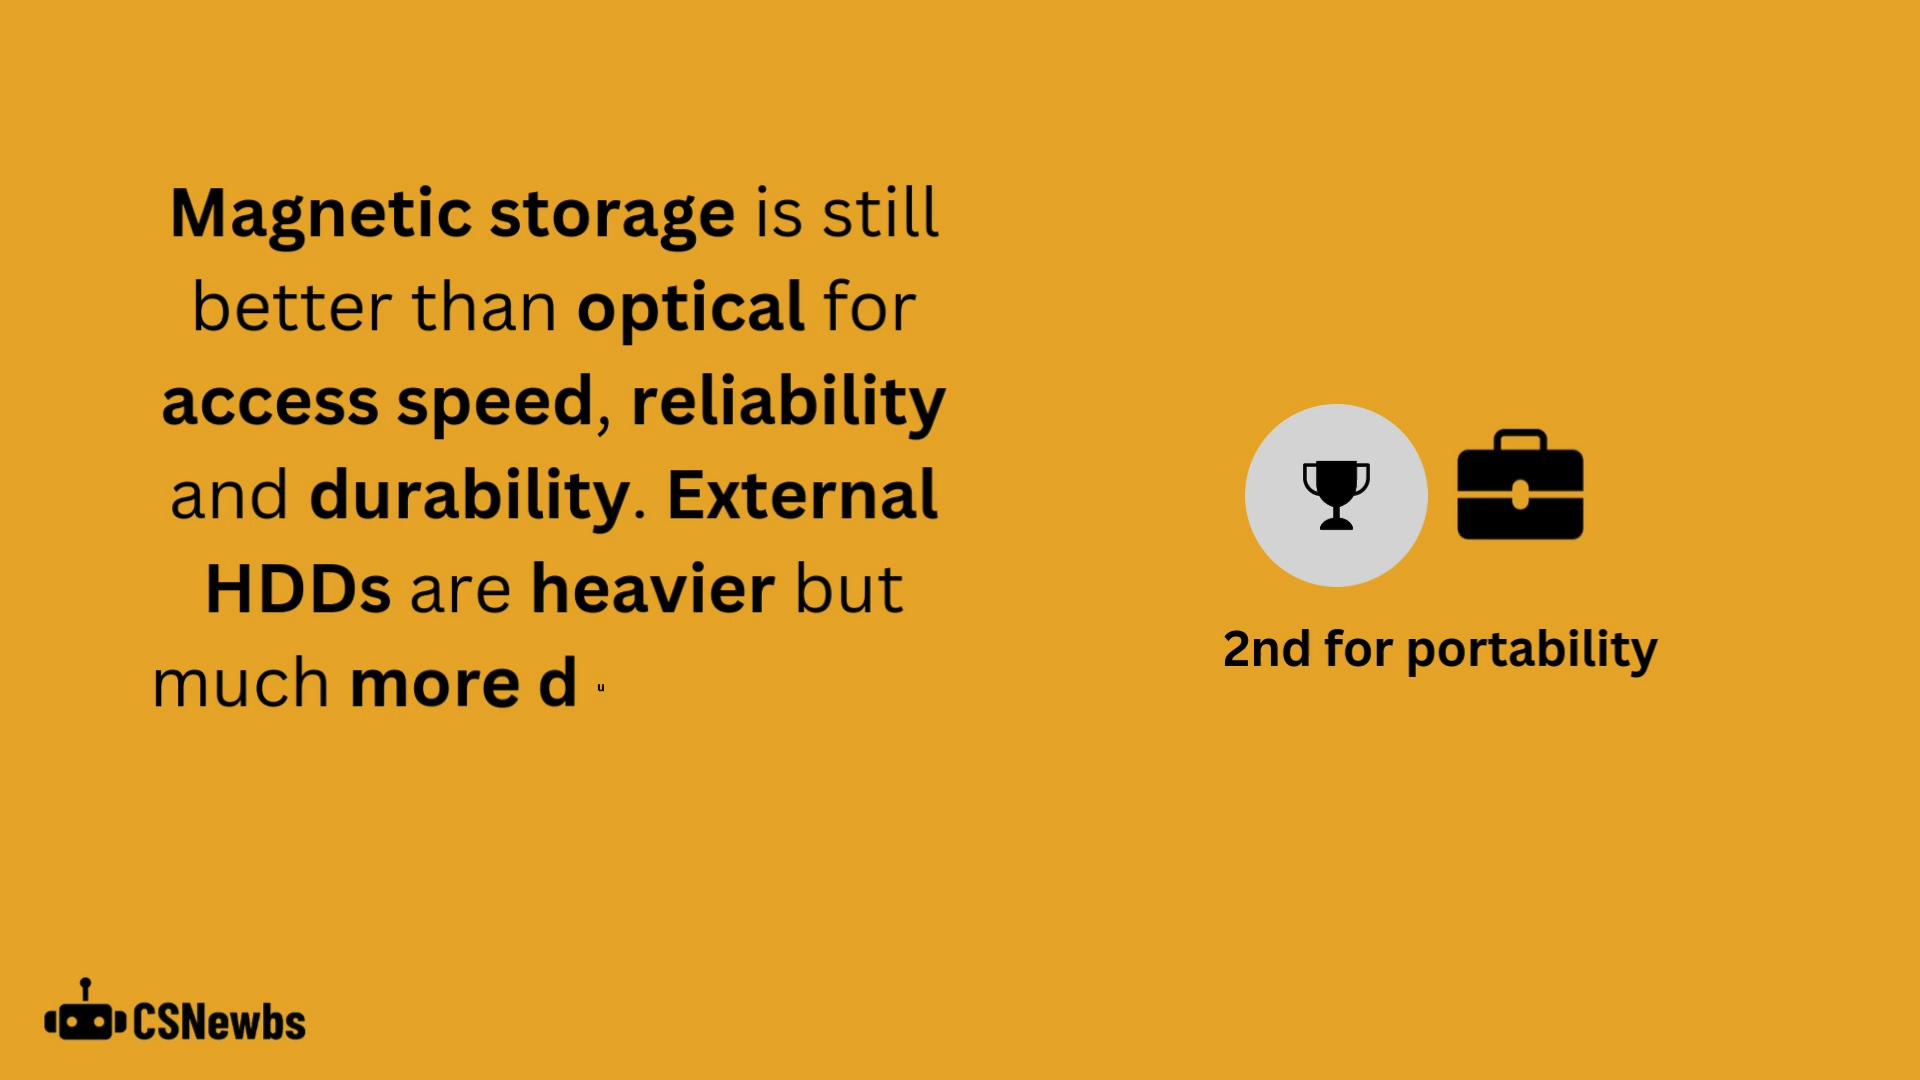 Magnetic storage is still
better than optical for
access speed, reliability
and durability. External
HDDs are heavier but
much more d u
2nd for portability
CSNewbs